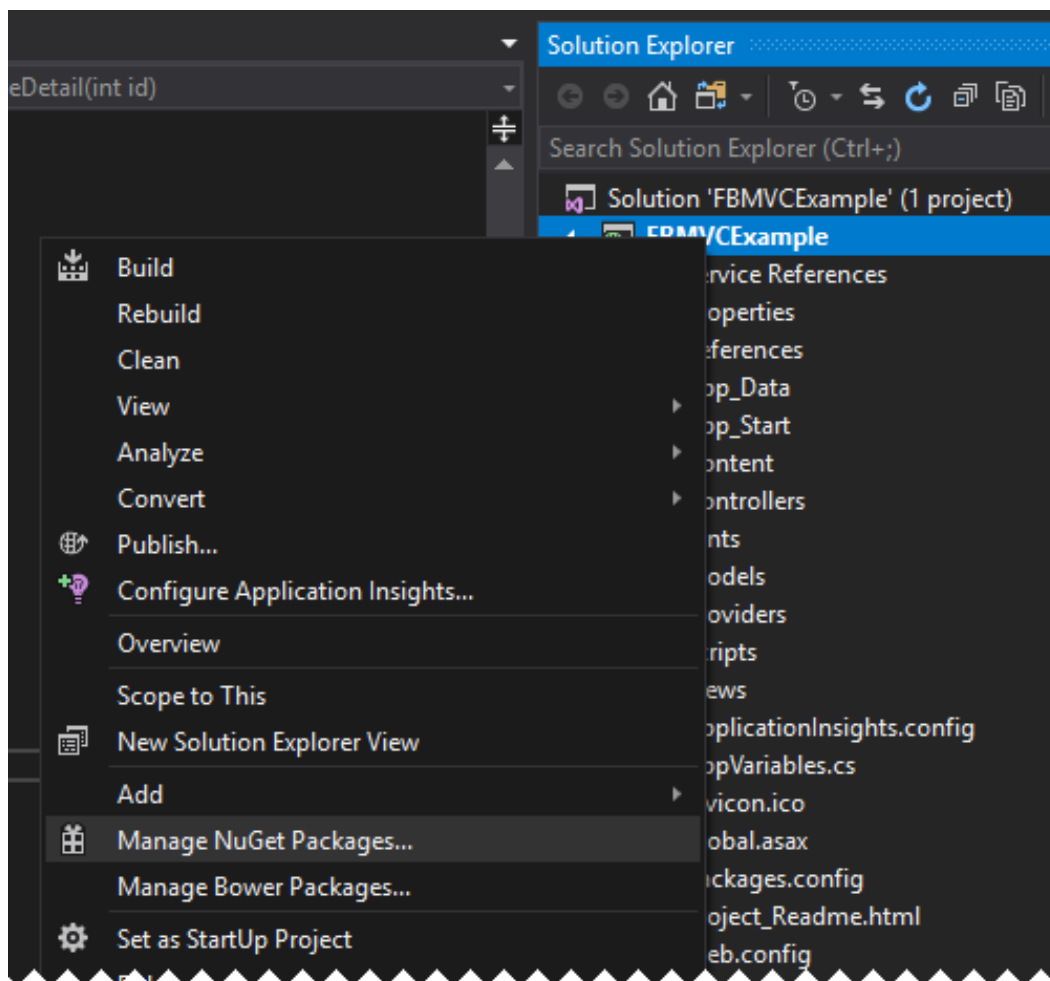 Solution Explorer
eDetail(int id)
Search Solution Explorer (Ctrl+;)
Solution 'FBMVCExample' (1 project)
FBMVCExample
Build
Rebuild
Clean
View
Analyze
Convert
Publish...
Configure Application Insights...
Overview
Scope to This
New Solution Explorer View
Add
Manage NuGet Packages...
Manage Bower Packages...
Set as StartUp Project
rvice References
operties
eferences
pp_Data
pp_Start
ontent
ontrollers
nts
odels
oviders
ripts
ews
pplicationInsights.config
ppVariables.cs
vicon.ico
obal.asax
ackages.config
oject_Readme.html
eb.config